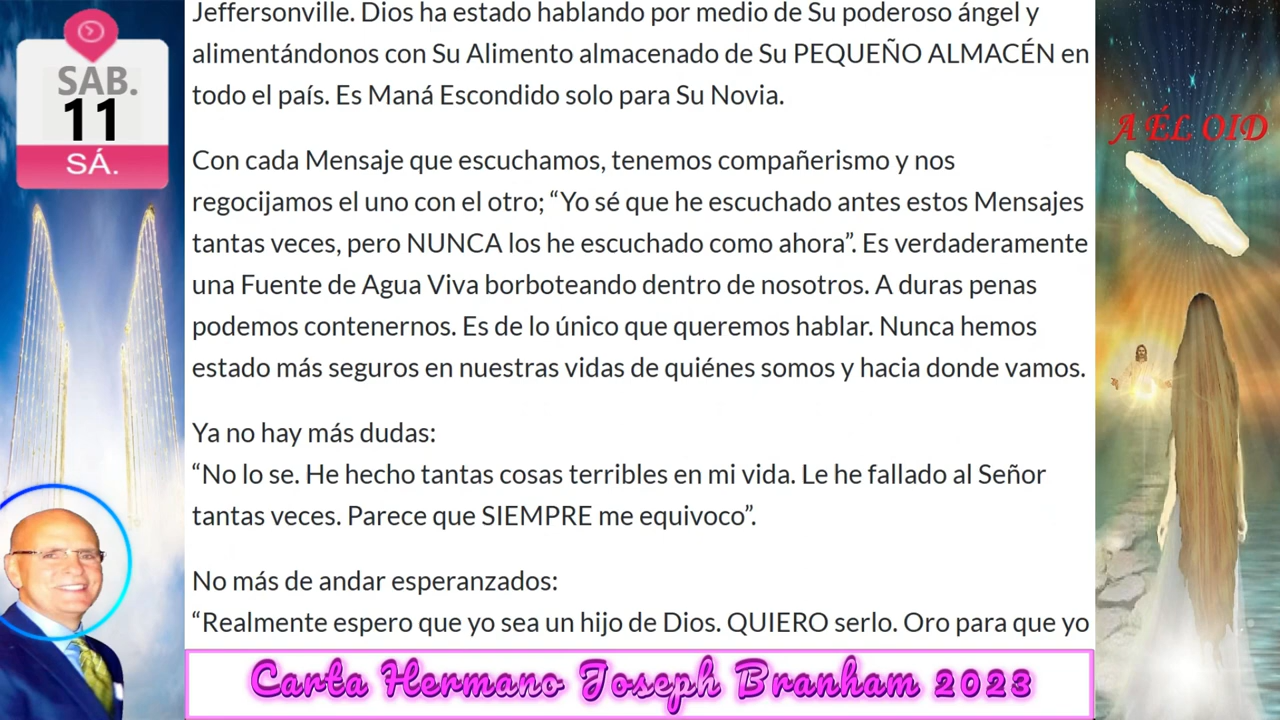 SAB.
11
SÁ.
Jeffersonville. Dios ha estado hablando por medio de Su poderoso ángel y
alimentándonos con Su Alimento almacenado de Su PEQUEÑO ALMACÉN en
todo el país. Es Maná Escondido solo para Su Novia.
Con cada Mensaje que escuchamos, tenemos compañerismo y nos
regocijamos el uno con el otro; “Yo sé que he escuchado antes estos Mensajes
tantas veces, pero NUNCA los he escuchado como ahora”. Es verdaderamente
una Fuente de Agua Viva borboteando dentro de nosotros. A duras penas
podemos contenernos. Es de lo único que queremos hablar. Nunca hemos
estado más seguros en nuestras vidas de quiénes somos y hacia donde vamos.
Ya no hay más dudas:
“No lo se. He hecho tantas cosas terribles en mi vida. Le he fallado al Señor
tantas veces. Parece que SIEMPRE me equivoco”.
No más de andar esperanzados:
“Realmente espero que yo sea un hijo de Dios. QUIERO serlo. Oro para que yo
A ÉL OID
Carta Hermano Joseph Branham 2023